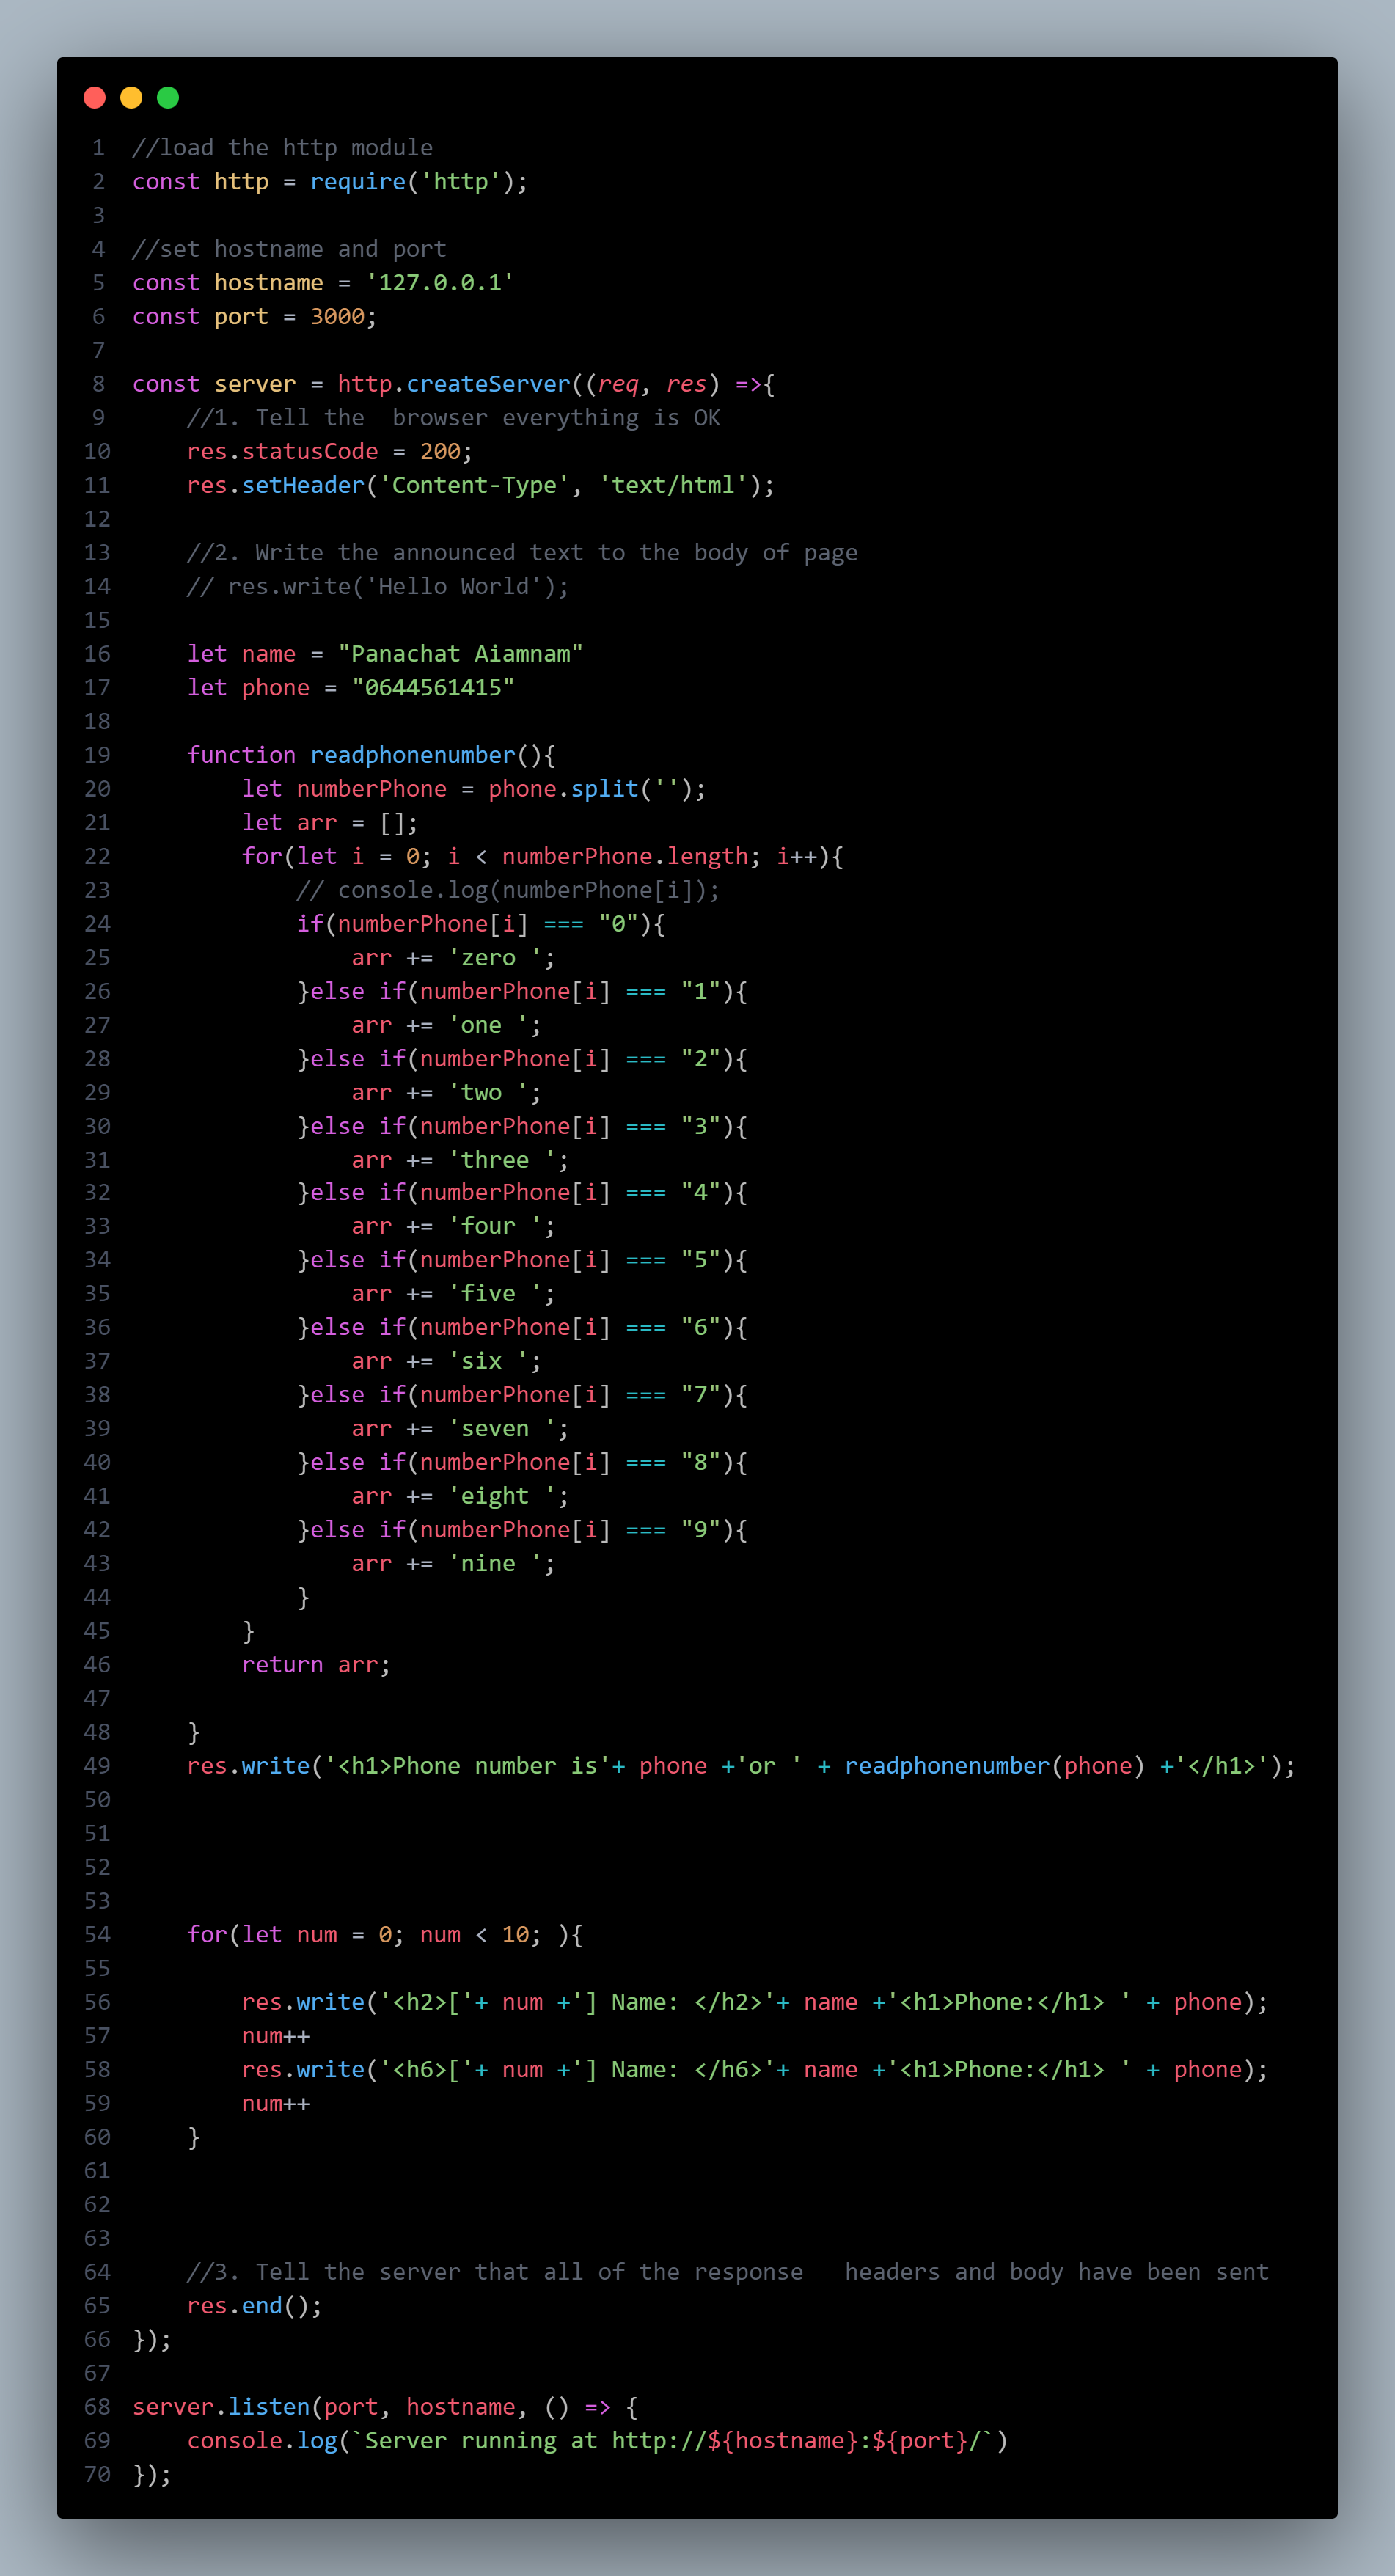 1 //load the http module
2 const http = require('http');
3
4 //set hostname and port
5 const hostname = '127.0.0.1'
6 const port = 3000;
7
8 const server = http.createServer((req, res) =>{
9     //1. Tell the  browser everything is OK
10     res.statusCode = 200;
11     res.setHeader('Content-Type', 'text/html');
12
13     //2. Write the announced text to the body of page
14     // res.write('Hello World');
15
16     let name = "Panachat Aiamnam"
17     let phone = "0644561415"
18
19     function readphonenumber(){
20         let numberPhone = phone.split('');
21         let arr = [];
22         for(let i = 0; i < numberPhone.length; i++){
23             // console.log(numberPhone[i]);
24             if(numberPhone[i] === "0"){
25                 arr += 'zero ';
26             }else if(numberPhone[i] === "1"){
27                 arr += 'one ';
28             }else if(numberPhone[i] === "2"){
29                 arr += 'two ';
30             }else if(numberPhone[i] === "3"){
31                 arr += 'three ';
32             }else if(numberPhone[i] === "4"){
33                 arr += 'four ';
34             }else if(numberPhone[i] === "5"){
35                 arr += 'five ';
36             }else if(numberPhone[i] === "6"){
37                 arr += 'six ';
38             }else if(numberPhone[i] === "7"){
39                 arr += 'seven ';
40             }else if(numberPhone[i] === "8"){
41                 arr += 'eight ';
42             }else if(numberPhone[i] === "9"){
43                 arr += 'nine ';
44             }
45         }
46         return arr;
47
48     }
49     res.write('<h1>Phone number is'+ phone +'or ' + readphonenumber(phone) +'</h1>');
50
51
52
53
54     for(let num = 0; num < 10; ){
55
56         res.write('<h2>['+ num +'] Name: </h2>'+ name +'<h1>Phone:</h1> ' + phone);
57         num++
58         res.write('<h6>['+ num +'] Name: </h6>'+ name +'<h1>Phone:</h1> ' + phone);
59         num++
60     }
61
62
63
64     //3. Tell the server that all of the response   headers and body have been sent
65     res.end();
66 });
67
68 server.listen(port, hostname, () => {
69     console.log(`Server running at http://${hostname}:${port}/`)
70 });